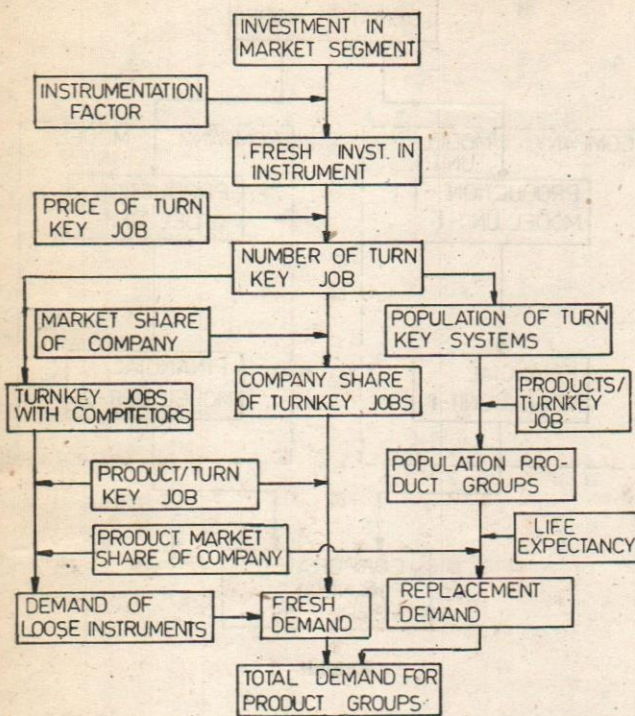 INVESTMENT IN
MARKET SEGMENT
INSTRUMENTATION
FACTOR
FRESH INVST. IN
INSTRUMENT
PRICE OF TURN
KEY JOB
NUMBER OF TURN
KEY JOB
MARKET SHARE
OF COMPANY
POPULATION OF TURN
KEY SYSTEMS
TURNKEY JOBS
WITH COMPITETORS
COMPANY SHARE
OF TURNKEY JOBS
PRODUCTS/
TURNKEY
JOB
PRODUCT/TURN
KEY JOB
POPULATION PRO-
DUCT GROUPS
PRODUCT MARKET
SHARE OF COMPANY
LIFE
EXPECTANCY
DEMAND OF
LOOSE INSTRUMENTS
FRESH
DEMAND
REPLACEMENT
DEMAND
TOTAL DEMAND FOR
PRODUCT GROUPS